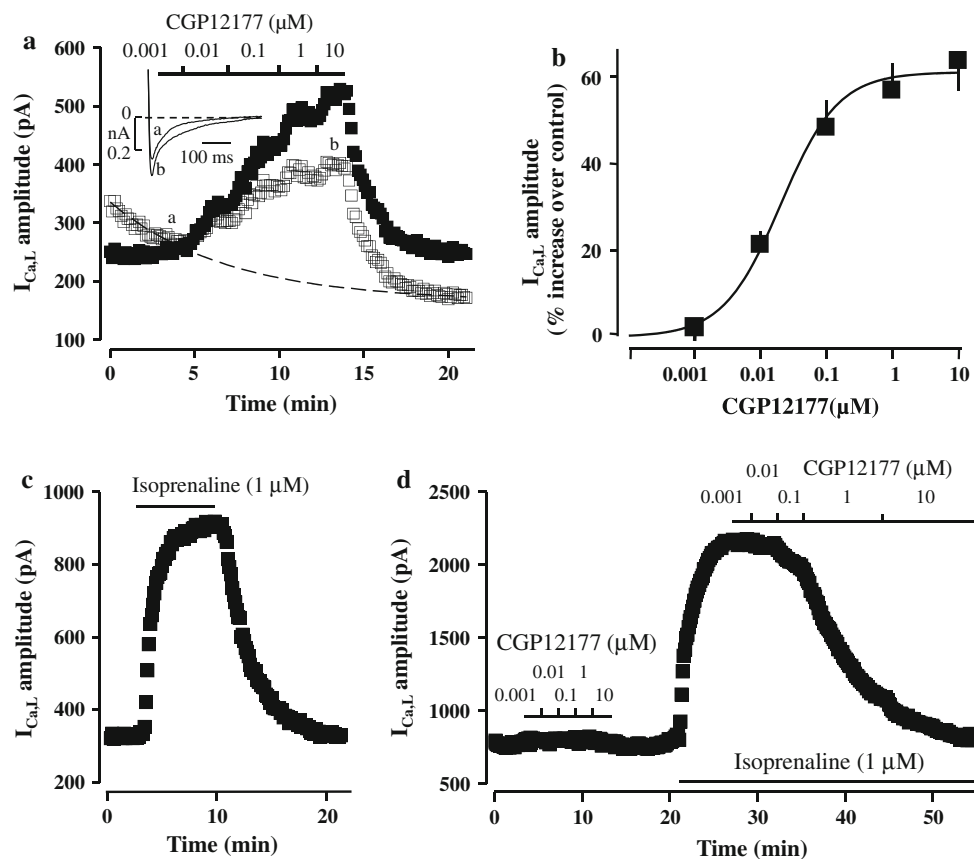 a
CGP12177 (µM)
0.001 0.01 0.1 1 10
600
500
400
300
200
100
I_Ca,L amplitude (pA)
0
nA
0.2
a
b
100 ms
a
b
0 5 10 15 20
Time (min)
b
60
40
20
0
I_Ca,L amplitude
(% increase over control)
0.001 0.01 0.1 1 10
CGP12177(µM)
c
Isoprenaline (1 µM)
1000
800
600
400
200
I_Ca,L amplitude (pA)
0 10 20
Time (min)
d
CGP12177 (µM)
0.001 0.01 0.1 1 10
2500
2000
1500
1000
500
I_Ca,L amplitude (pA)
CGP12177 (µM)
0.01 1
0.001 0.1 10
Isoprenaline (1 µM)
0 10 20 30 40 50
Time (min)